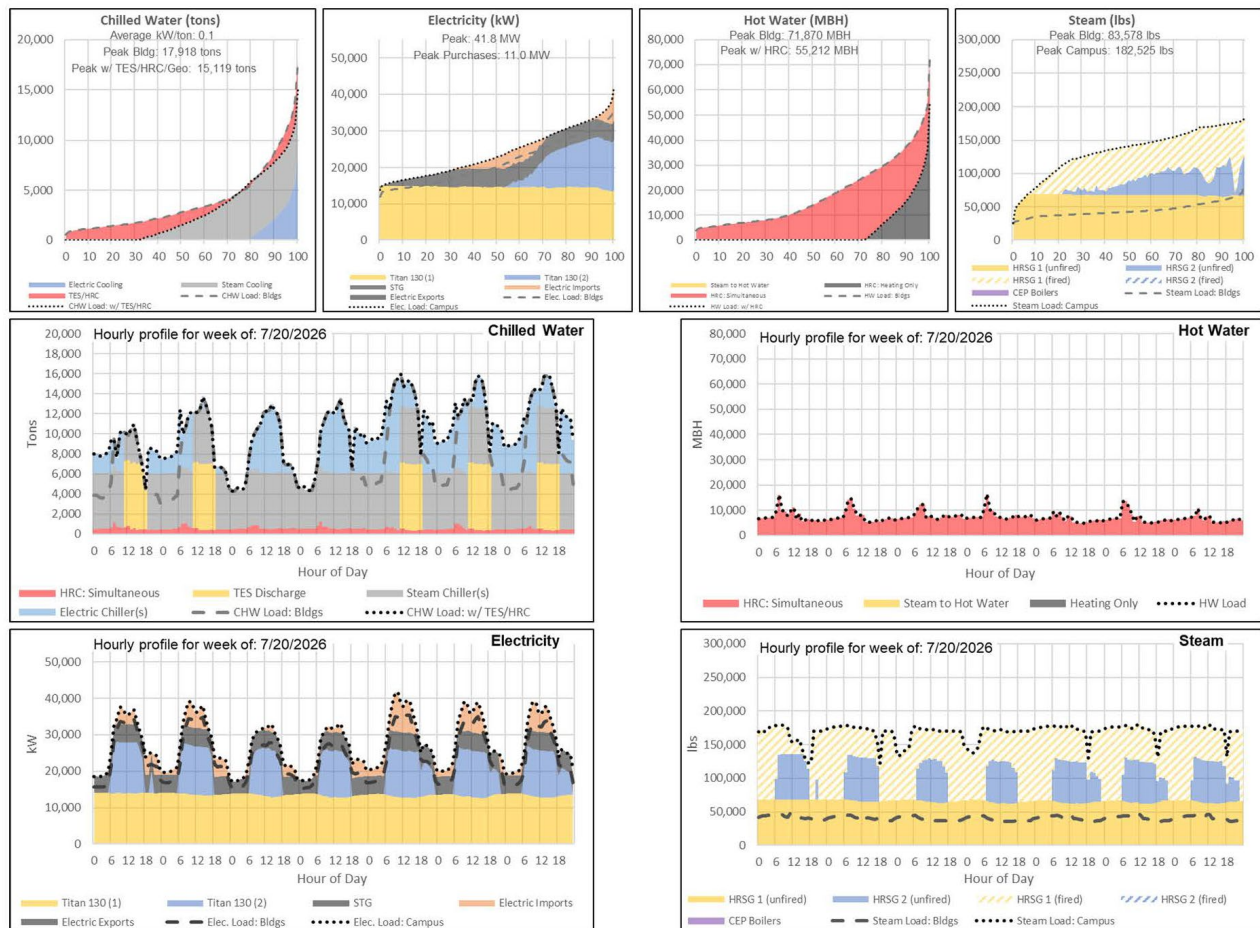 Chilled Water (tons)
Average kW/ton: 0.1
Peak Bldg: 17,918 tons
Peak w/ TES/HRC/Geo: 15,119 tons
20,000
15,000
10,000
5,000
0
0 10 20 30 40 50 60 70 80 90 100
Electric Cooling
Steam Cooling
TES/HRC
CHW Load: Bldgs
CHW Load w/ TES/HRC
Electricity (kW)
Peak: 41.8 MW
Peak Purchases: 11.0 MW
50,000
40,000
30,000
20,000
10,000
0
0 10 20 30 40 50 60 70 80 90 100
Titan 130 (1)
Titan 130 (2)
STG
Electric Imports
Electric Exports
Elec. Load: Bldgs
Elec. Load: Campus
Hot Water (MBH)
Peak Bldg: 71,870 MBH
Peak w/ HRC: 55,212 MBH
80,000
70,000
60,000
50,000
40,000
30,000
20,000
10,000
0
0 10 20 30 40 50 60 70 80 90 100
Steam to Hot Water
HRC: Heating Only
HRC: Simultaneous
HW Load: Bldgs
HW Load: w/ HRC
Steam (lbs)
Peak Bldg: 83,578 lbs
Peak Campus: 182,525 lbs
300,000
250,000
200,000
150,000
100,000
50,000
0
0 10 20 30 40 50 60 70 80 90 100
HRSG 1 (unfired)
HRSG 2 (unfired)
HRSG 1 (fired)
HRSG 2 (fired)
CEP Boilers
Steam Load: Bldgs
Steam Load: Campus
Hourly profile for week of: 7/20/2026
Chilled Water
20,000
18,000
16,000
14,000
12,000
10,000
8,000
6,000
4,000
2,000
0
Tons
0 6 12 18 0 6 12 18 0 6 12 18 0 6 12 18 0 6 12 18 0 6 12 18 0 6 12 18
Hour of Day
HRC: Simultaneous
TES Discharge
Steam Chiller(s)
Electric Chiller(s)
CHW Load: Bldgs
CHW Load: w/ TES/HRC
Hourly profile for week of: 7/20/2026
Hot Water
80,000
70,000
60,000
50,000
40,000
30,000
20,000
10,000
0
MBH
0 6 12 18 0 6 12 18 0 6 12 18 0 6 12 18 0 6 12 18 0 6 12 18 0 6 12 18
Hour of Day
HRC: Simultaneous
Steam to Hot Water
Heating Only
HW Load
Hourly profile for week of: 7/20/2026
Electricity
50,000
40,000
30,000
20,000
10,000
0
kW
0 6 12 18 0 6 12 18 0 6 12 18 0 6 12 18 0 6 12 18 0 6 12 18 0 6 12 18
Hour of Day
Titan 130 (1)
Titan 130 (2)
STG
Electric Imports
Electric Exports
Elec. Load: Bldgs
Elec. Load: Campus
Hourly profile for week of: 7/20/2026
Steam
300,000
250,000
200,000
150,000
100,000
50,000
0
lbs
0 6 12 18 0 6 12 18 0 6 12 18 0 6 12 18 0 6 12 18 0 6 12 18 0 6 12 18
Hour of Day
HRSG 1 (unfired)
HRSG 2 (unfired)
HRSG 1 (fired)
HRSG 2 (fired)
CEP Boilers
Steam Load: Bldgs
Steam Load: Campus